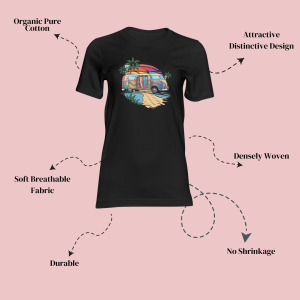 Organic Pure
Cotton
Attractive
Distinctive Design
Densely Woven
Soft Breathable
Fabric
No Shrinkage
Durable